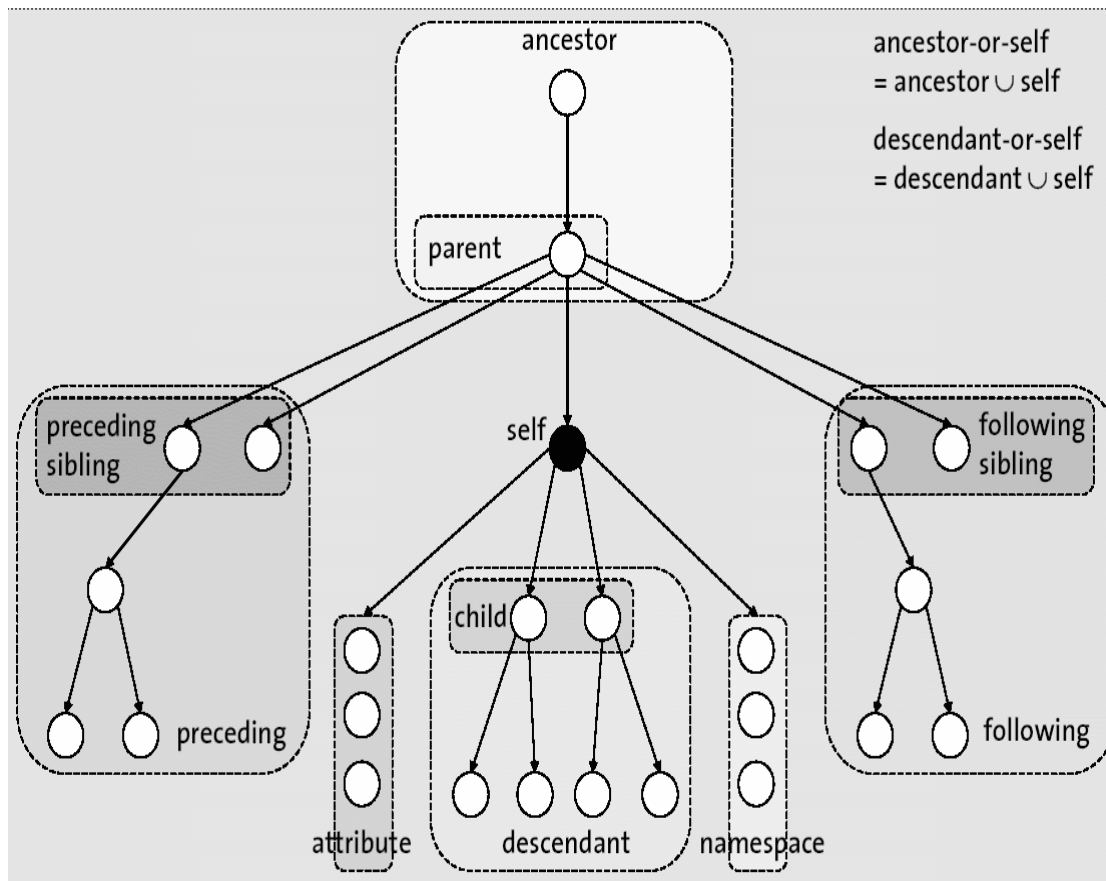 ancestor
ancestor-or-self
= ancestor ∪ self
descendant-or-self
= descendant ∪ self
parent
preceding
sibling
self
following
sibling
child
preceding
following
attribute
descendant
namespace